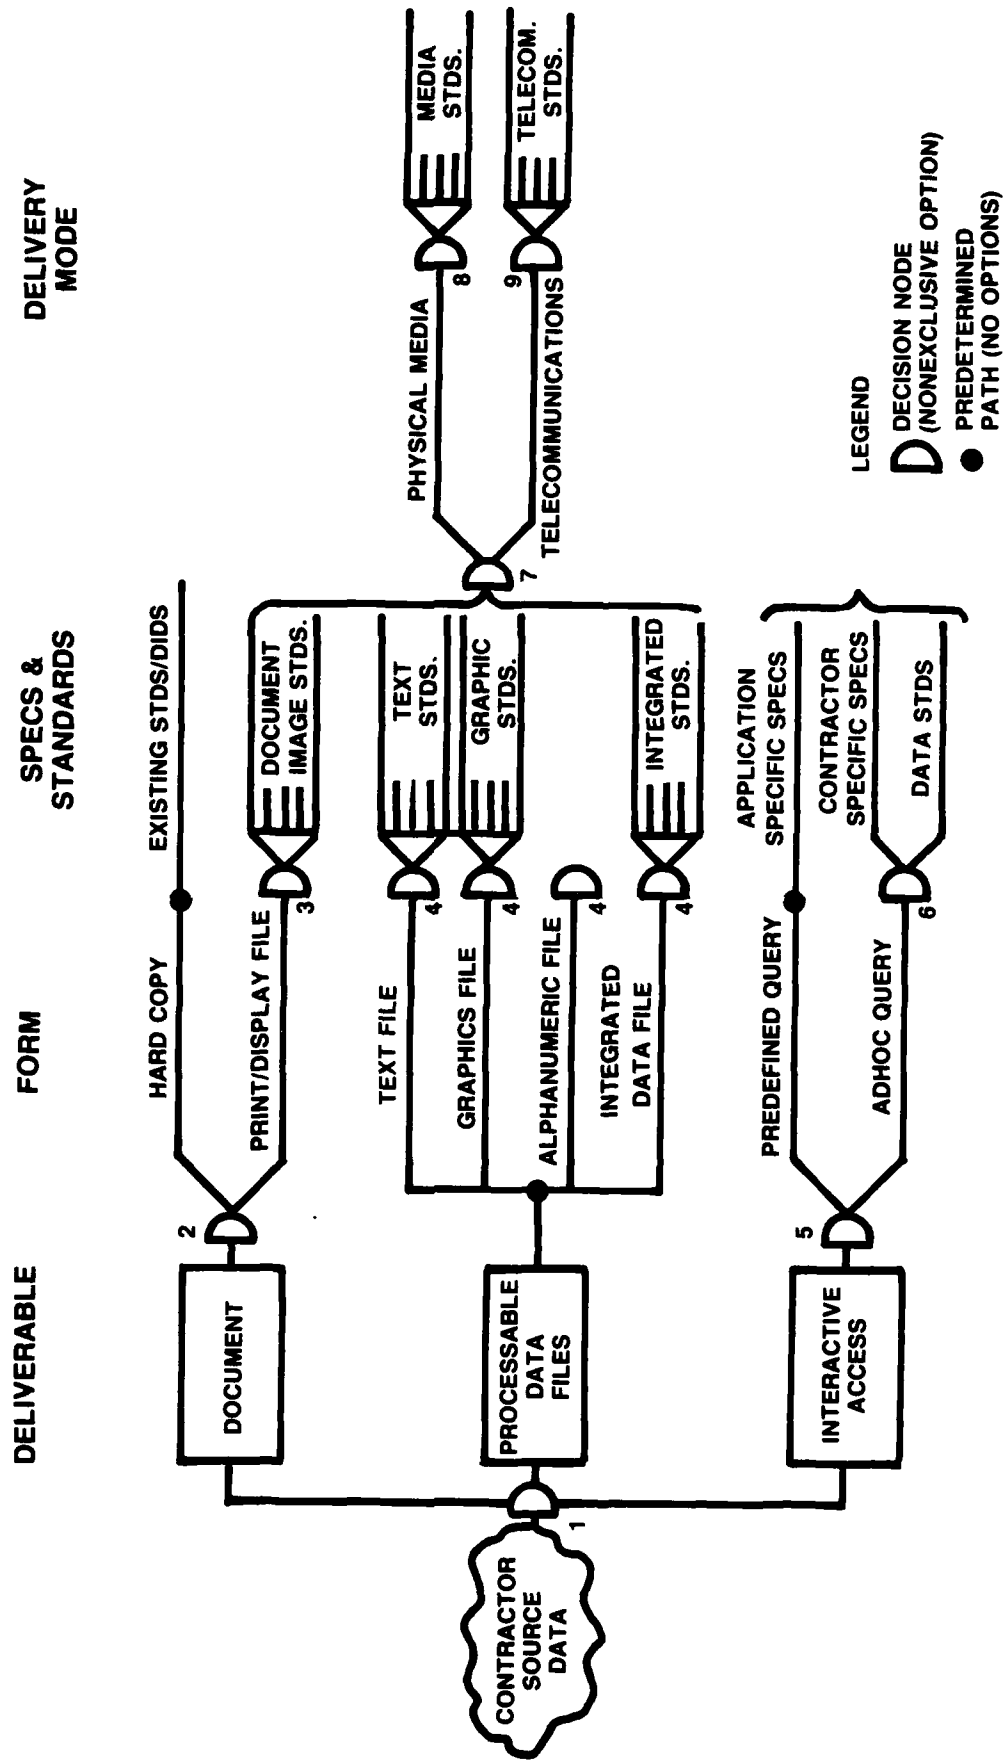 DELIVERABLE
FORM
SPECS &
STANDARDS
DELIVERY
MODE
CONTRACTOR
SOURCE
DATA
1
DOCUMENT
2
HARD COPY
EXISTING STDS/DIDS
PRINT/DISPLAY FILE
3
DOCUMENT
IMAGE STDS.
PROCESSABLE
DATA
FILES
TEXT FILE
4
TEXT
STDS.
GRAPHICS FILE
4
GRAPHIC
STDS.
ALPHANUMERIC FILE
4
INTEGRATED
DATA FILE
4
INTEGRATED
STDS.
7
PHYSICAL MEDIA
8
MEDIA
STDS.
TELECOMMUNICATIONS
9
TELECOM.
STDS.
INTERACTIVE
ACCESS
5
PREDEFINED QUERY
APPLICATION
SPECIFIC SPECS
ADHOC QUERY
6
CONTRACTOR
SPECIFIC SPECS
DATA STDS
LEGEND
DECISION NODE
(NONEXCLUSIVE OPTION)
PREDETERMINED
PATH (NO OPTIONS)